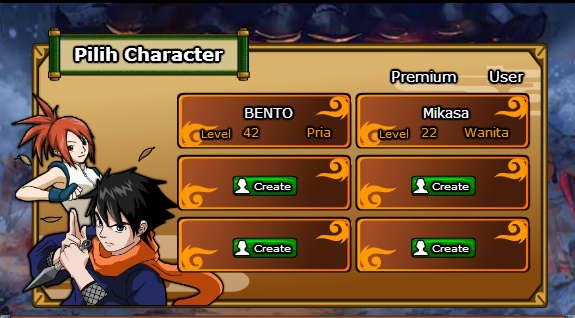 Pilih Character
Premium User
BENTO
Level 42 Pria
Mikasa
Level 22 Wanita
Create
Create
Create
Create